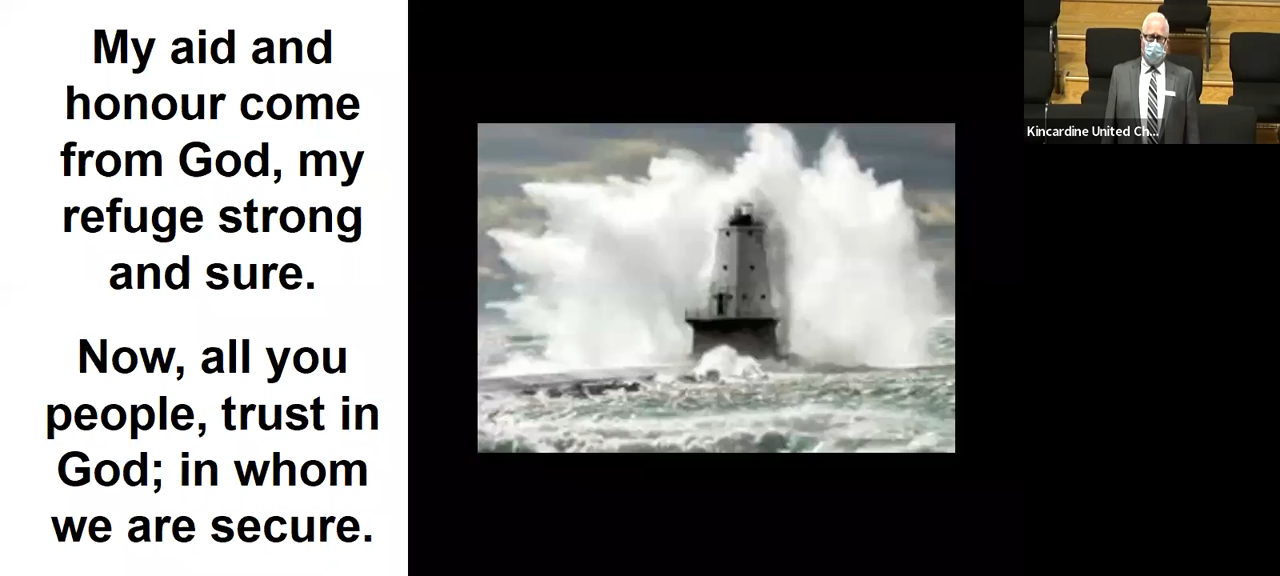 My aid and
honour come
from God, my
refuge strong
and sure.
Now, all you
people, trust in
God; in whom
we are secure.
Kincardine United Ch...